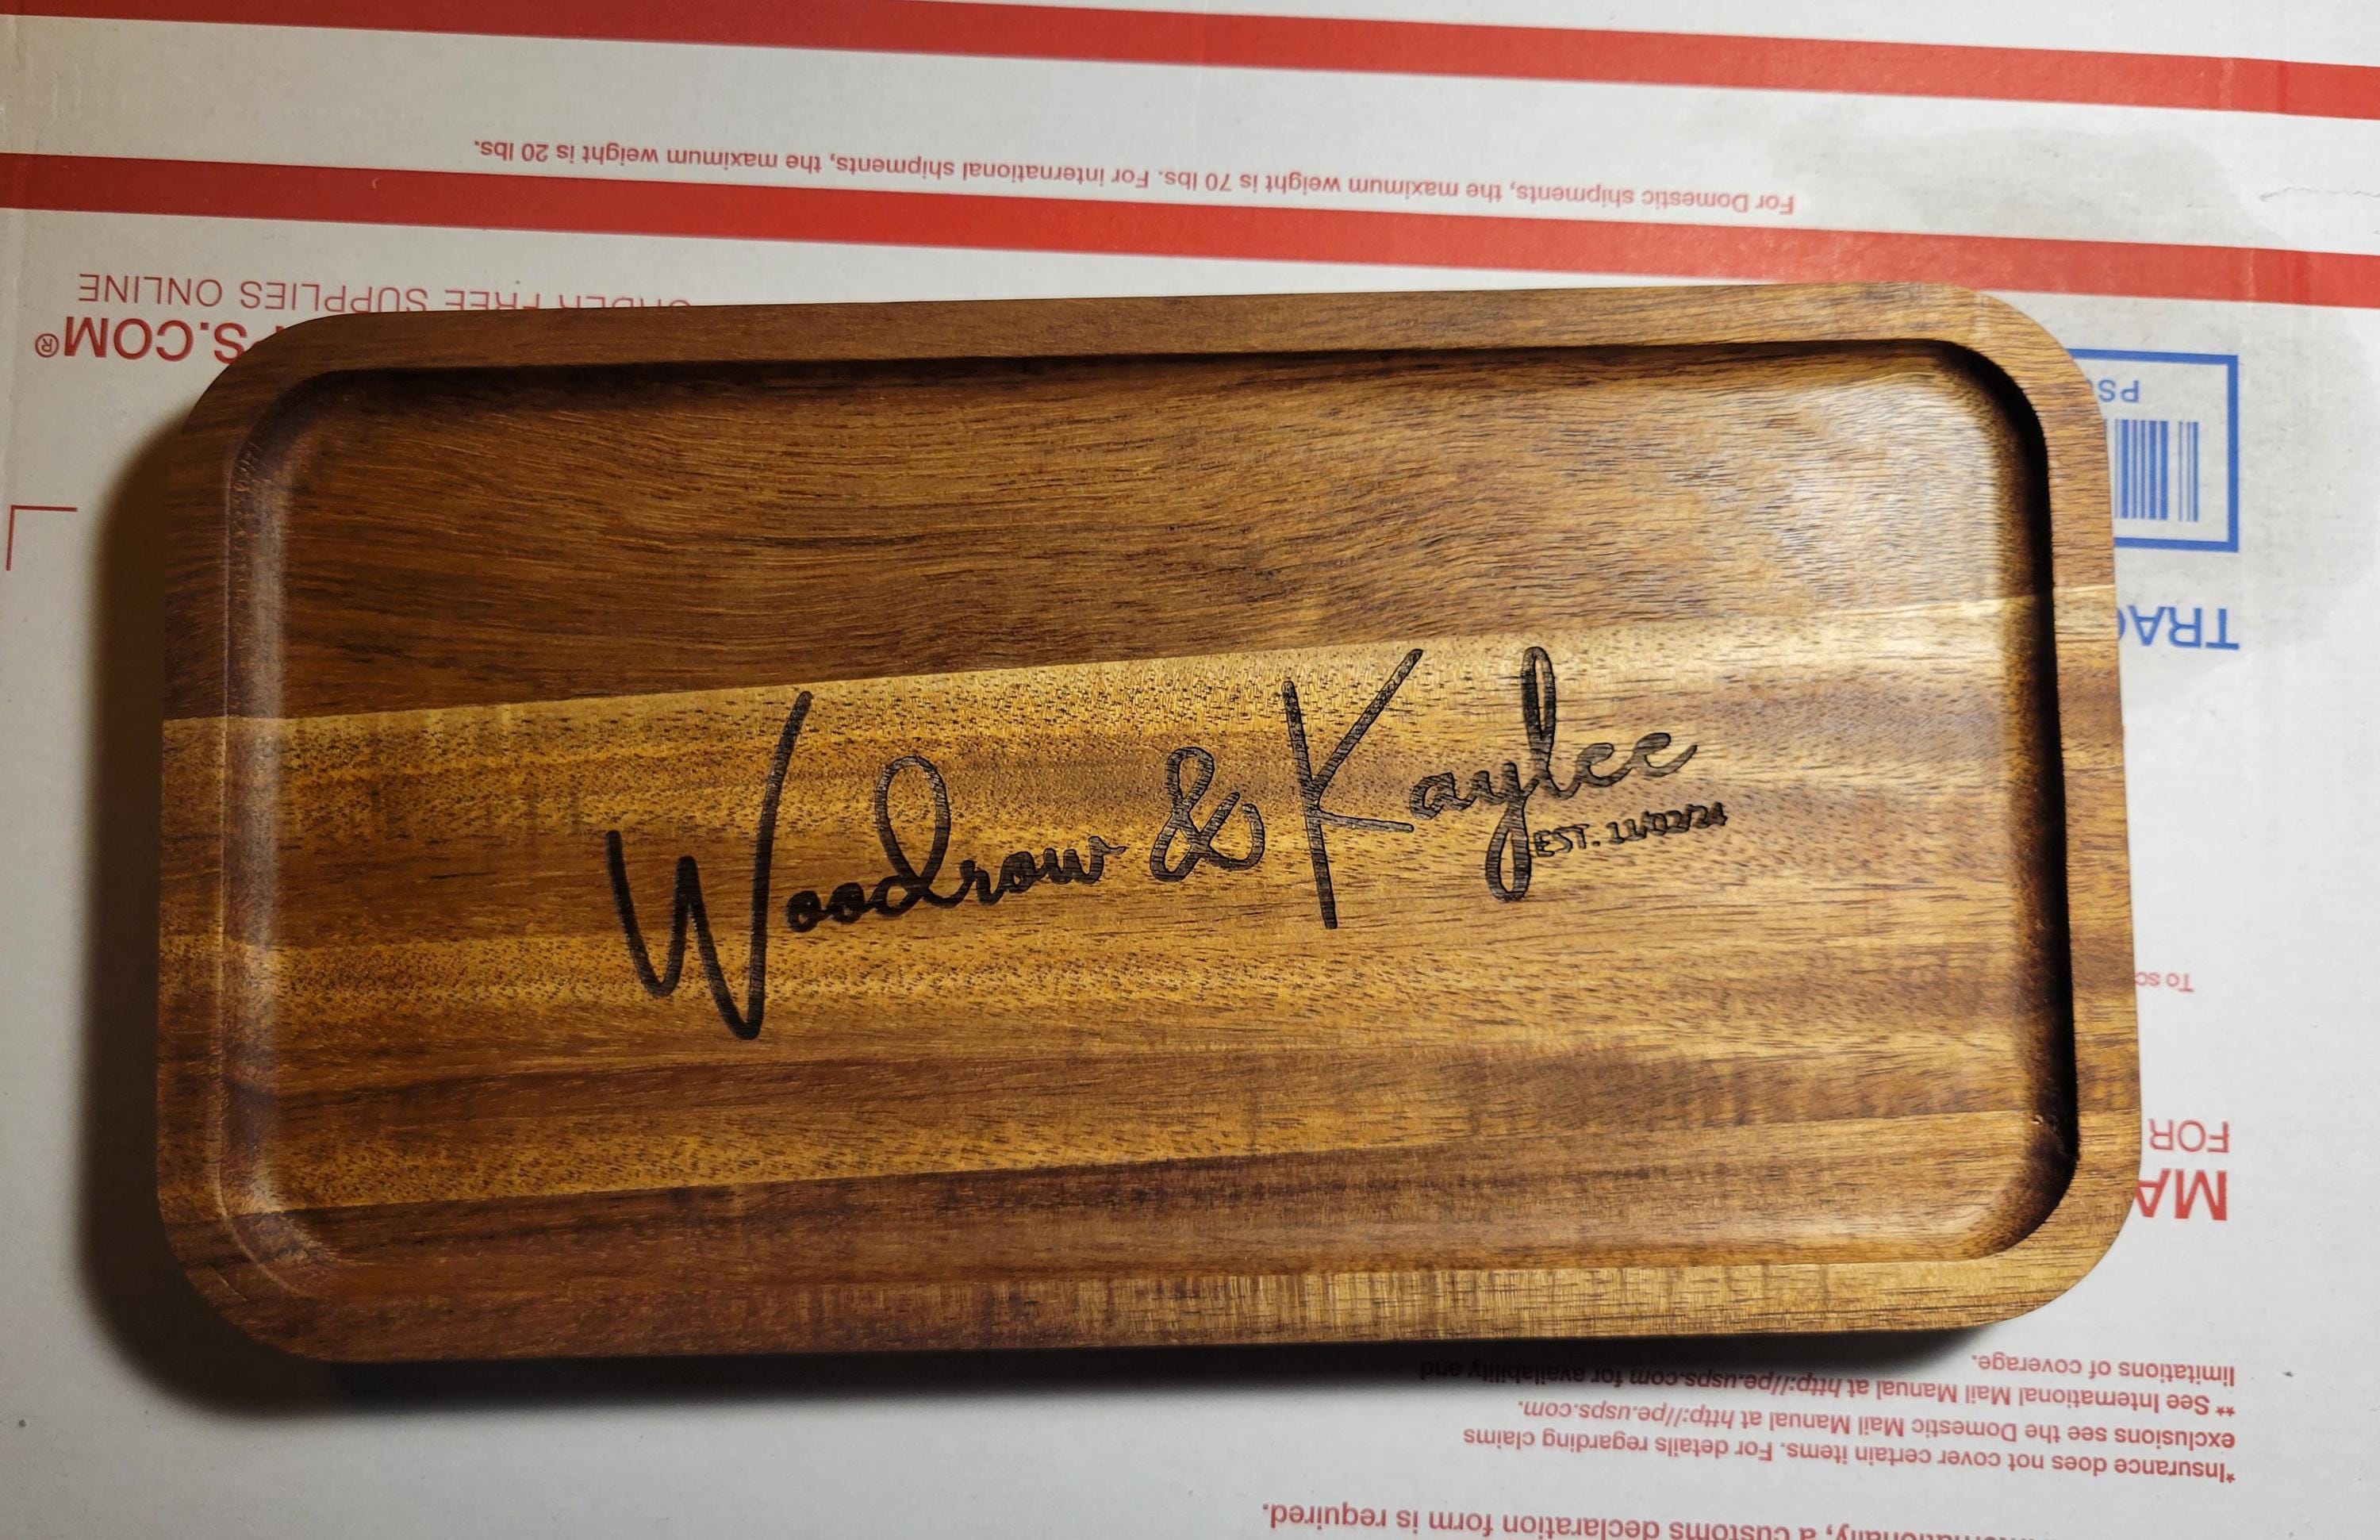 Woodrow & Kaylee
EST. 11/02/24
For Domestic shipments, the maximum weight is 70 lbs. For international shipments, the maximum weight is 20 lbs.
FREE SUPPLIES ONLINE
S.COM®
PS
TRAC
To sc
FOR
MA
*Insurance does not cover certain items. For details regarding claims
exclusions see the Domestic Mail Manual at http://pe.usps.com.
** See International Mail Manual at http://pe.usps.com for availability and
limitations of coverage.
a customs declaration form is required.